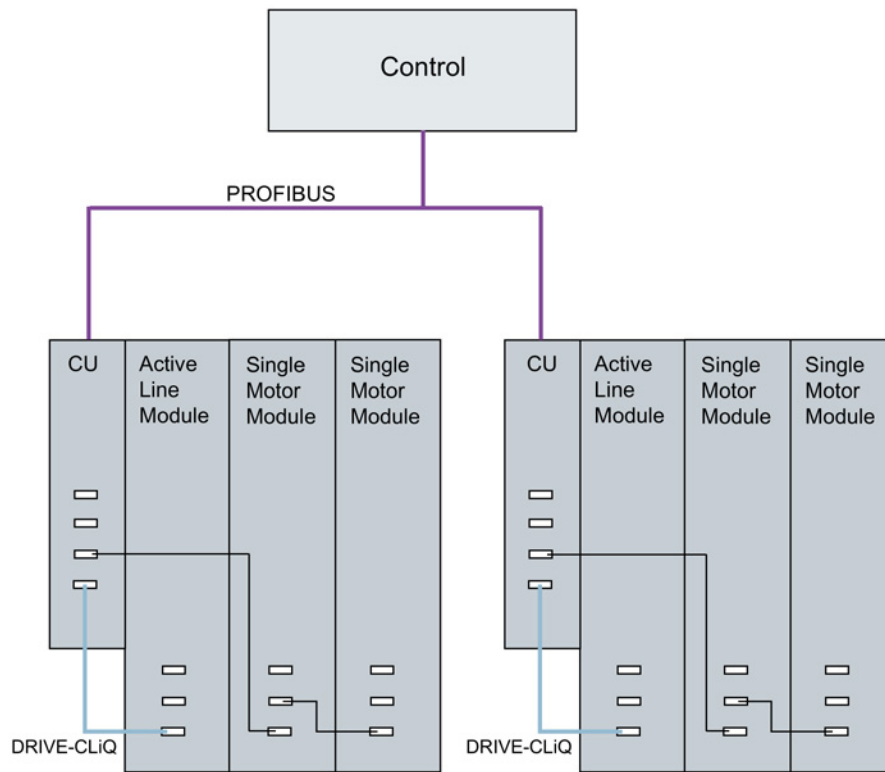 Control
PROFIBUS
CU
Active
Line
Module
Single
Motor
Module
Single
Motor
Module
CU
Active
Line
Module
Single
Motor
Module
Single
Motor
Module
DRIVE-CLiQ
DRIVE-CLiQ